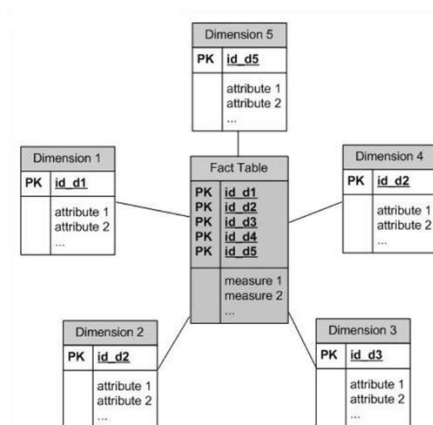 Dimension 5
PK id_d5
attribute 1
attribute 2
...
Dimension 1
PK id_d1
attribute 1
attribute 2
...
Fact Table
PK id_d1
PK id_d2
PK id_d3
PK id_d4
PK id_d5
measure 1
measure 2
...
Dimension 4
PK id_d2
attribute 1
attribute 2
...
Dimension 2
PK id_d2
attribute 1
attribute 2
...
Dimension 3
PK id_d3
attribute 1
attribute 2
...